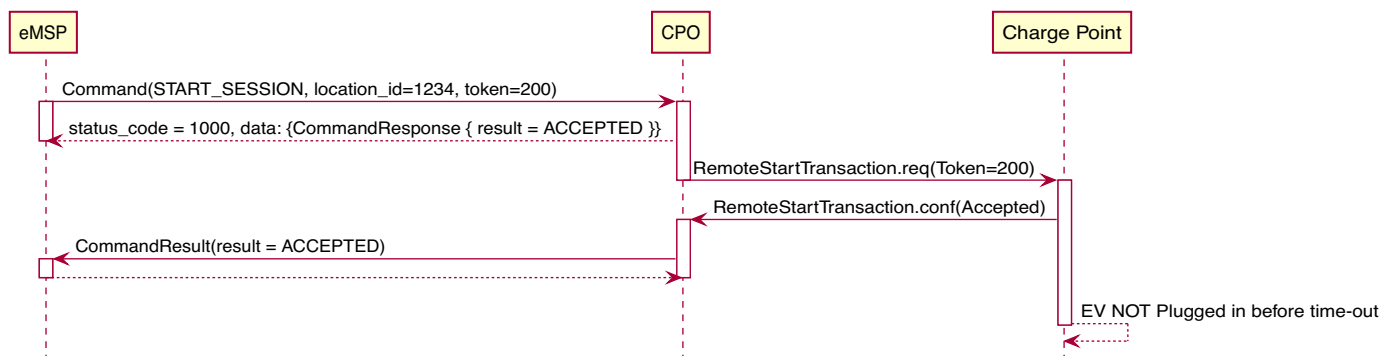 eMSP
CPO
Charge Point
Command(START_SESSION, location_id=1234, token=200)
status_code = 1000, data: {CommandResponse { result = ACCEPTED }}
RemoteStartTransaction.req(Token=200)
RemoteStartTransaction.conf(Accepted)
CommandResult(result = ACCEPTED)
EV NOT Plugged in before time-out